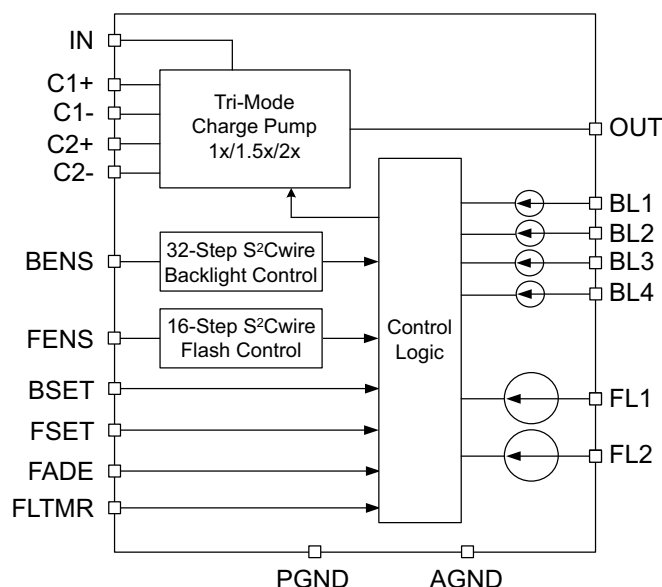 IN
C1+
C1-
C2+
C2-
Tri-Mode
Charge Pump
1x/1.5x/2x
OUT
BL1
BL2
BL3
BL4
BENS
32-Step S²Cwire
Backlight Control
FENS
16-Step S²Cwire
Flash Control
Control
Logic
BSET
FSET
FADE
FLTMR
FL1
FL2
PGND
AGND